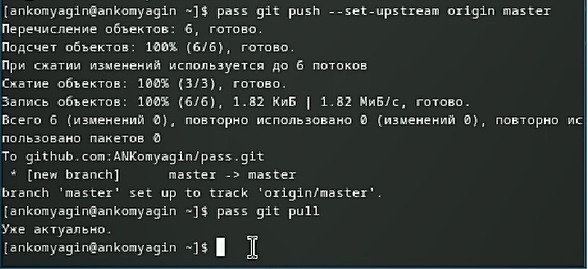 [ankomyagin@ankomyagin ~]$ pass git push --set-upstream origin master
Перечисление объектов: 6, готово.
Подсчет объектов: 100% (6/6), готово.
При сжатии изменений используется до 6 потоков
Сжатие объектов: 100% (3/3), готово.
Запись объектов: 100% (6/6), 1.82 КиБ | 1.82 МиБ/с, готово.
Всего 6 (изменений 0), повторно использовано 0 (изменений 0), повторно ис
пользовано пакетов 0
To github.com:ANKomyagin/pass.git
 * [new branch]      master -> master
branch 'master' set up to track 'origin/master'.
[ankomyagin@ankomyagin ~]$ pass git pull
Уже актуально.
[ankomyagin@ankomyagin ~]$